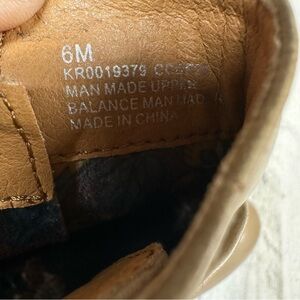 6M
KR0019379
MAN MADE UPPER
BALANCE MAN MADE
MADE IN CHINA